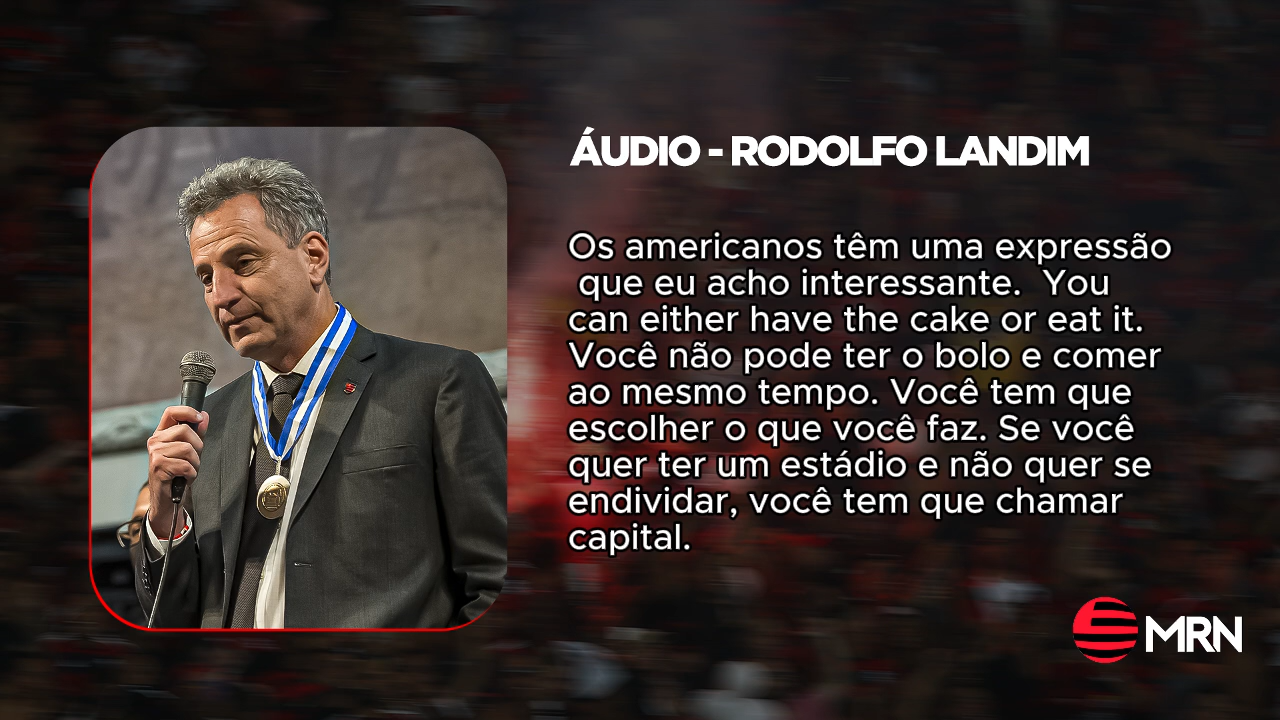 ÁUDIO - RODOLFO LANDIM
Os americanos têm uma expressão
que eu acho interessante. You
can either have the cake or eat it.
Você não pode ter o bolo e comer
ao mesmo tempo. Você tem que
escolher o que você faz. Se você
quer ter um estádio e não quer se
endividar, você tem que chamar
capital.
MRN